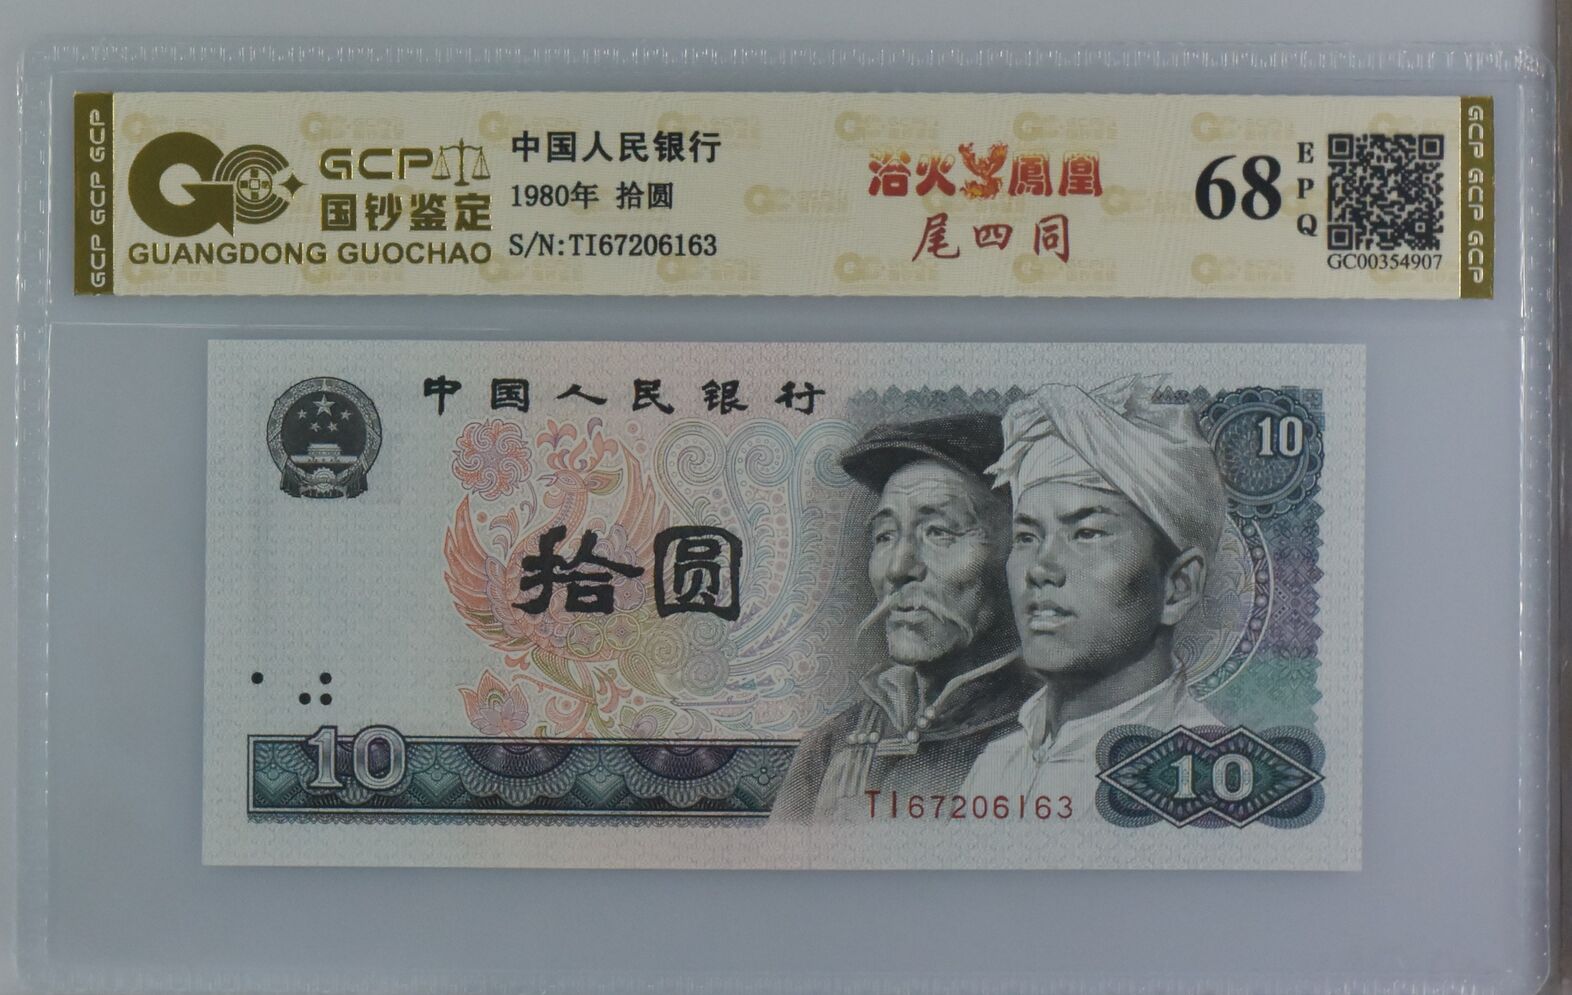 GCP GCP GCP
GCP
国钞鉴定
GUANGDONG GUOCHAO
中国人民银行
1980年 拾圆
S/N:TI67206163
浴火鳳凰
尾四同
68
EPQ
GC00354907
GCP GCP GCP
中国人民银行
10
拾圆
10
TI67206163
10